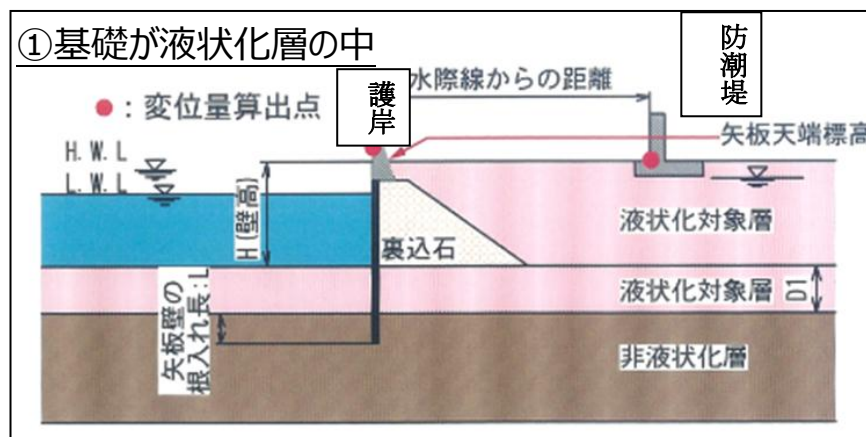 ①基礎が液状化層の中
防潮堤
護岸
水際線からの距離
●：変位量算出点
矢板天端標高
H.W.L
L.W.L
H(壁高)
裏込石
液状化対象層
液状化対象層
D1
矢板壁の
根入れ長:L
非液状化層